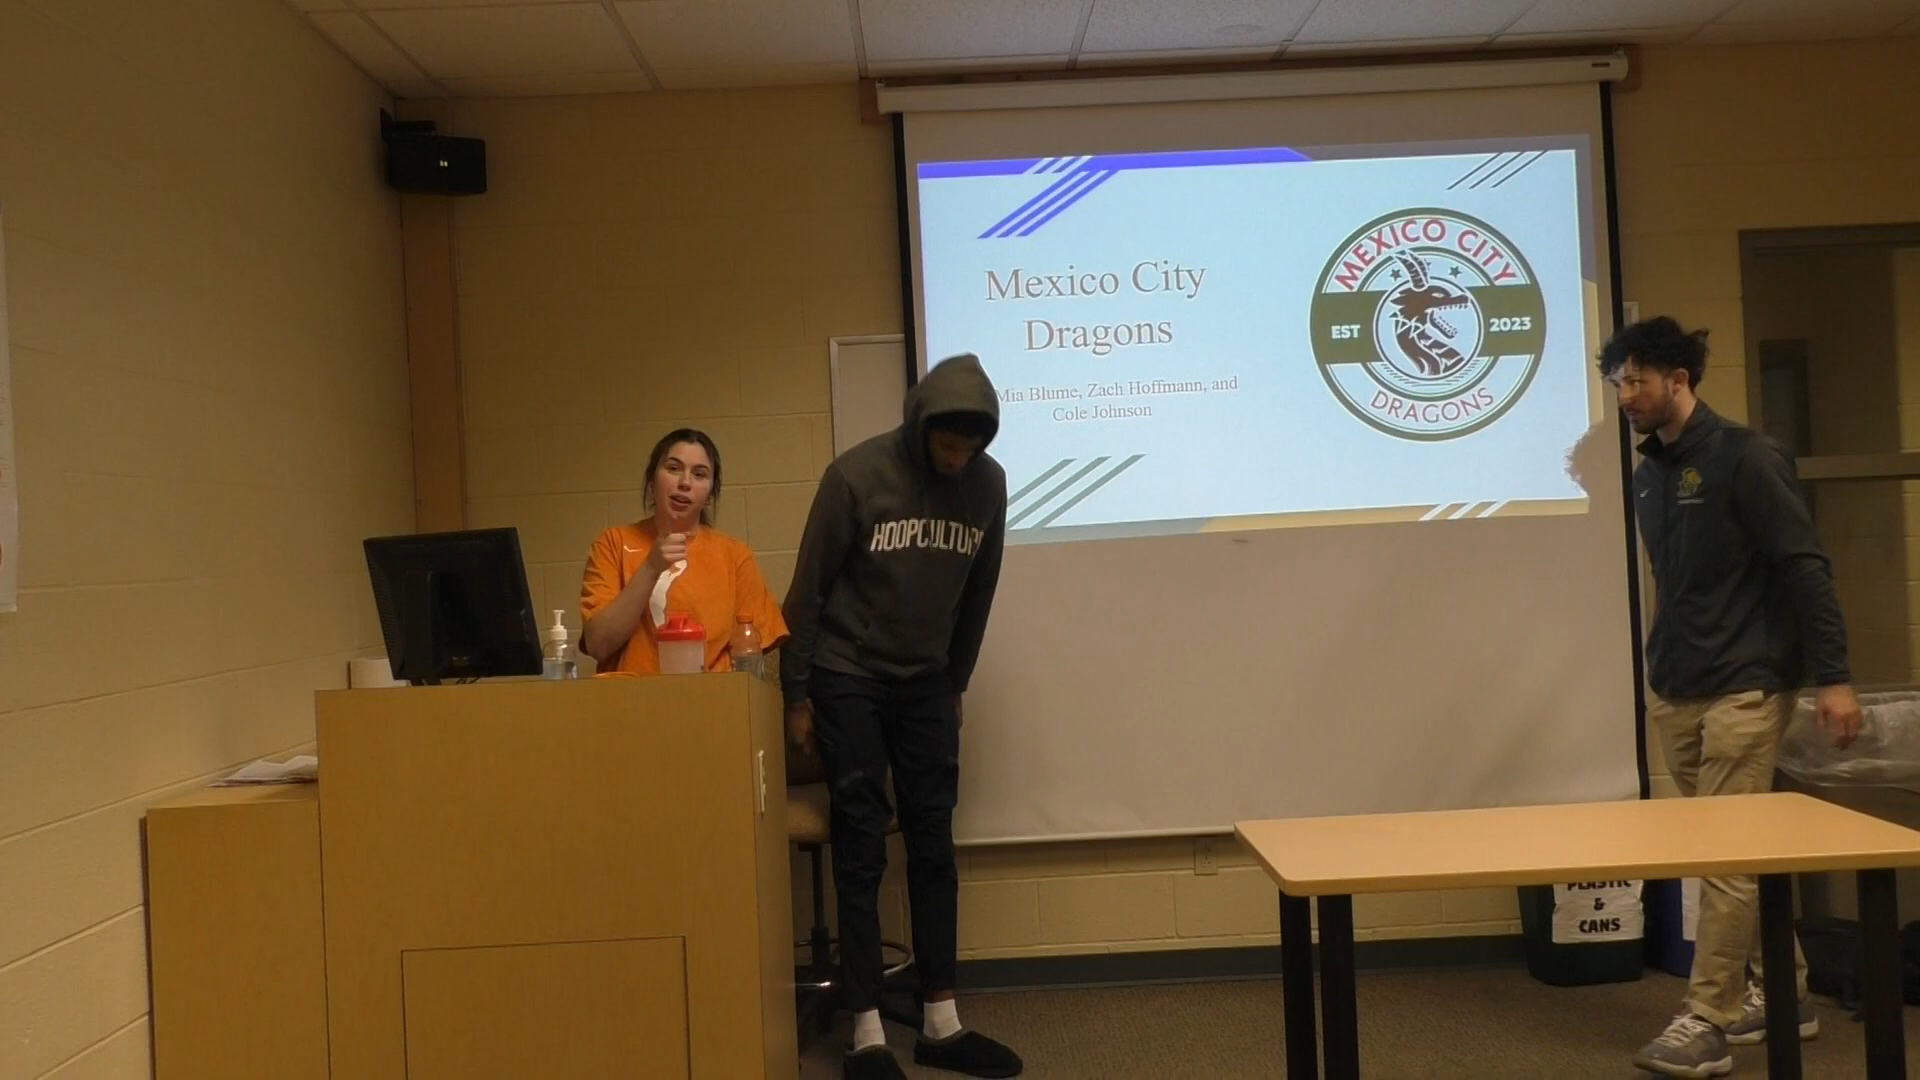 Mexico City
Dragons
Mia Blume, Zach Hoffmann, and
Cole Johnson
MEXICO CITY
EST 2023
DRAGONS
HOOPCULTURE
PLASTIC
&
CANS